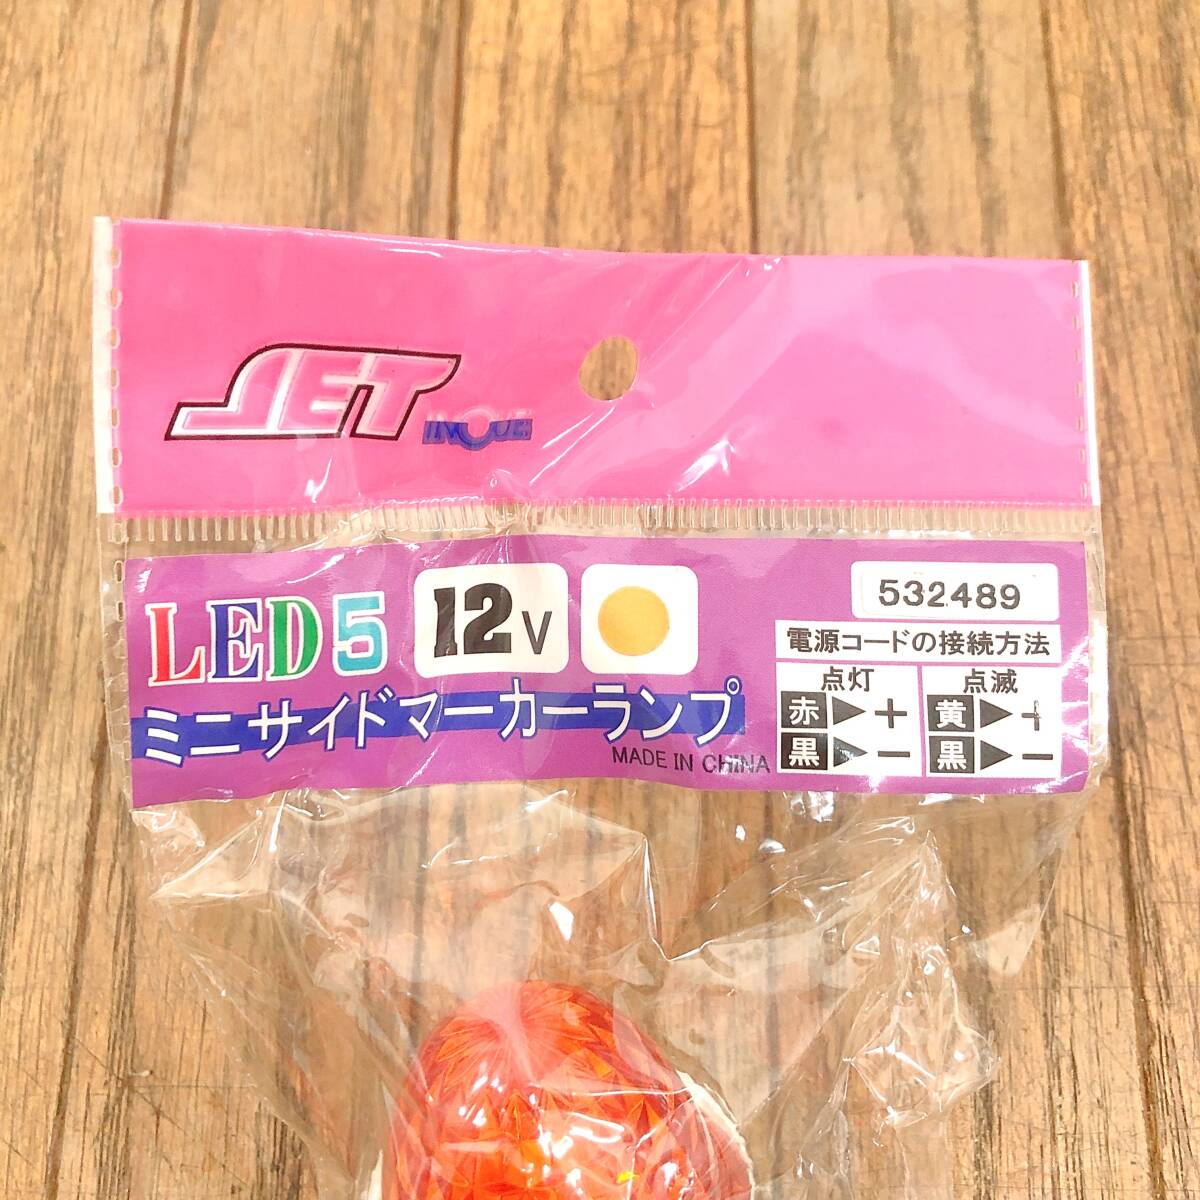 JET
INOUE
LED5 12V
ミニサイドマーカーランプ
MADE IN CHINA
532489
電源コードの接続方法
点灯
赤▶+
黒▶-
点滅
黄▶+
黒▶-